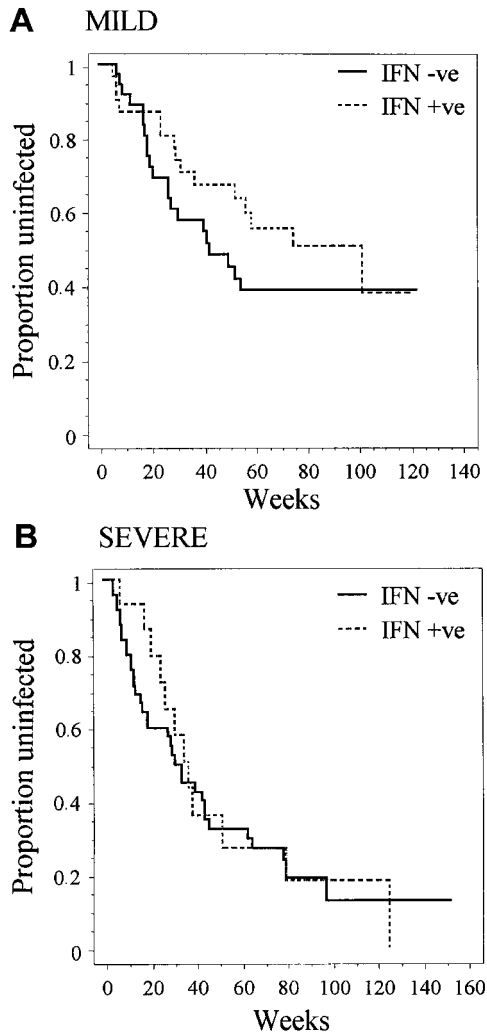 A MILD
IFN -ve
IFN +ve
Proportion uninfected
1
0.8
0.6
0.4
0.2
0
0 20 40 60 80 100 120 140
Weeks
B SEVERE
IFN -ve
IFN +ve
Proportion uninfected
1
0.8
0.6
0.4
0.2
0
0 20 40 60 80 100 120 140 160
Weeks